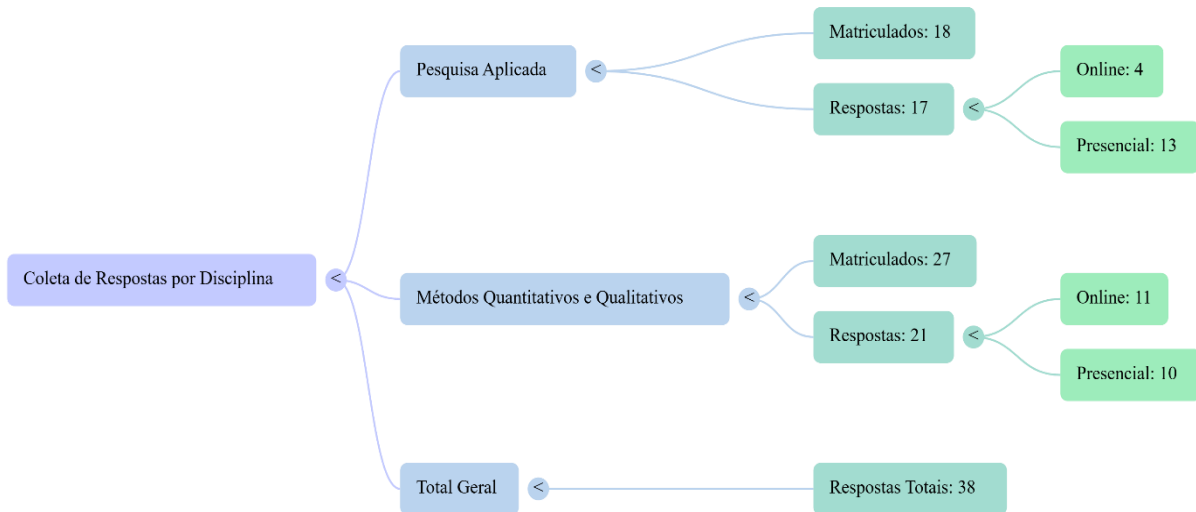 Coleta de Respostas por Disciplina
<
Pesquisa Aplicada
<
Matriculados: 18
Respostas: 17
<
Online: 4
Presencial: 13
Métodos Quantitativos e Qualitativos
<
Matriculados: 27
Respostas: 21
<
Online: 11
Presencial: 10
Total Geral
<
Respostas Totais: 38